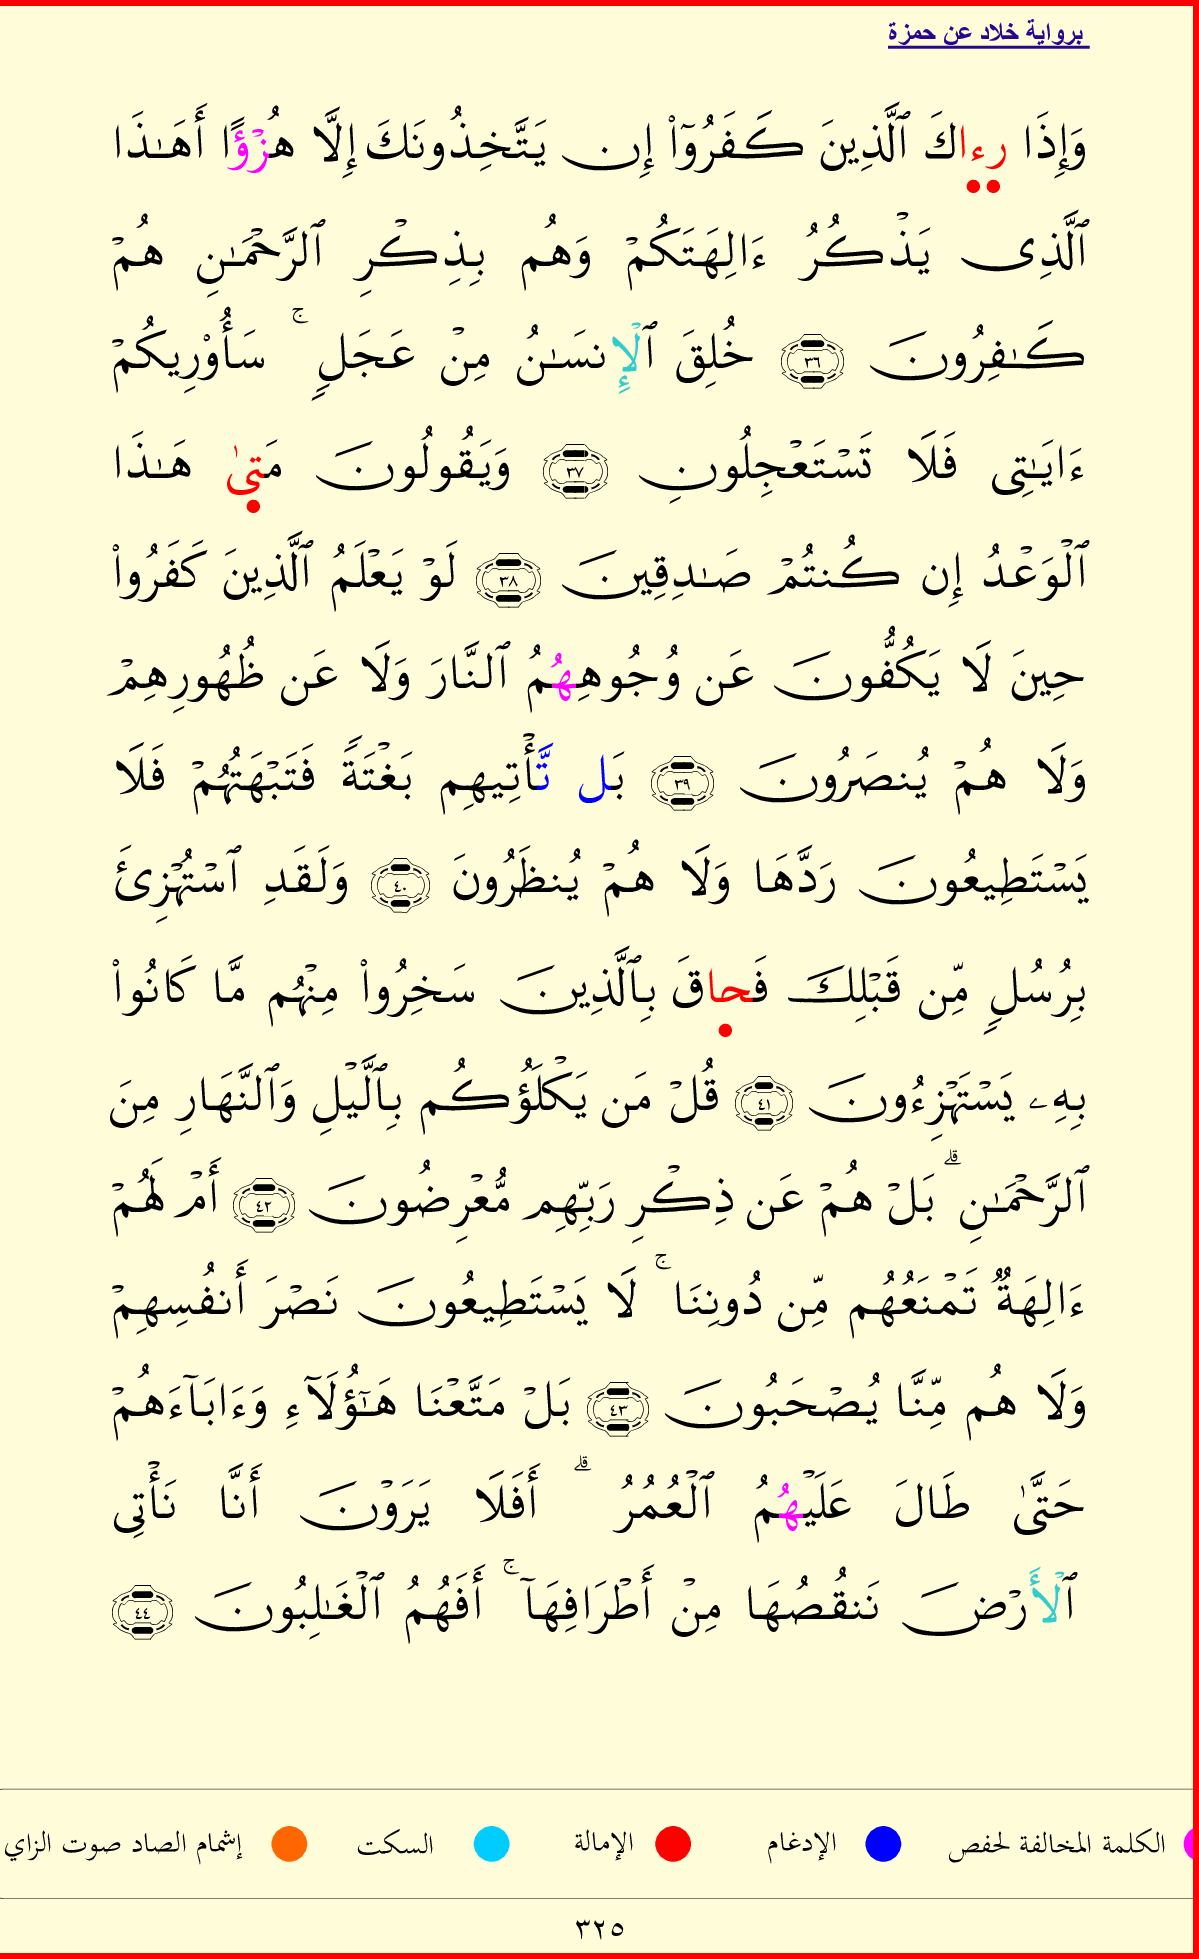 برواية خلاد عن حمزة
وَإِذَا رءاكَ ٱلَّذِينَ كَفَرُوٓا۟ إِن يَتَّخِذُونَكَ إِلَّا هُزْؤًا أَهَـٰذَا
ٱلَّذِى يَذْكُرُ ءَالِهَتَكُمْ وَهُم بِذِكْرِ ٱلرَّحْمَـٰنِ هُمْ
كَـٰفِرُونَ ٣٦ خُلِقَ ٱلْإِنسَـٰنُ مِنْ عَجَلٍ ۚ سَأُو۟رِيكُمْ
ءَايَـٰتِى فَلَا تَسْتَعْجِلُونِ ٣٧ وَيَقُولُونَ مَتىٰ هَـٰذَا
ٱلْوَعْدُ إِن كُنتُمْ صَـٰدِقِينَ ٣٨ لَوْ يَعْلَمُ ٱلَّذِينَ كَفَرُوا۟
حِينَ لَا يَكُفُّونَ عَن وُجُوهِهُمُ ٱلنَّارَ وَلَا عَن ظُهُورِهِمْ
وَلَا هُمْ يُنصَرُونَ ٣٩ بَل تَّأْتِيهِم بَغْتَةً فَتَبْهَتُهُمْ فَلَا
يَسْتَطِيعُونَ رَدَّهَا وَلَا هُمْ يُنظَرُونَ ٤٠ وَلَقَدِ ٱسْتُهْزِئَ
بِرُسُلٍ مِّن قَبْلِكَ فَحاقَ بِٱلَّذِينَ سَخِرُوا۟ مِنْهُم مَّا كَانُوا۟
بِهِۦ يَسْتَهْزِءُونَ ٤١ قُلْ مَن يَكْلَؤُكُم بِٱلَّيْلِ وَٱلنَّهَارِ مِنَ
ٱلرَّحْمَـٰنِ ۗ بَلْ هُمْ عَن ذِكْرِ رَبِّهِم مُّعْرِضُونَ ٤٢ أَمْ لَهُمْ
ءَالِهَةٌ تَمْنَعُهُم مِّن دُونِنَا ۚ لَا يَسْتَطِيعُونَ نَصْرَ أَنفُسِهِمْ
وَلَا هُم مِّنَّا يُصْحَبُونَ ٤٣ بَلْ مَتَّعْنَا هَـٰٓؤُلَآءِ وَءَابَآءَهُمْ
حَتَّىٰ طَالَ عَلَيْهُمُ ٱلْعُمُرُ ۗ أَفَلَا يَرَوْنَ أَنَّا نَأْتِى
ٱلْأَرْضَ نَنقُصُهَا مِنْ أَطْرَافِهَآ ۚ أَفَهُمُ ٱلْغَـٰلِبُونَ ٤٤
الكلمة المخالفة لحفص الإدغام الإمالة السكت إشمام الصاد صوت الزاي
٣٢٥